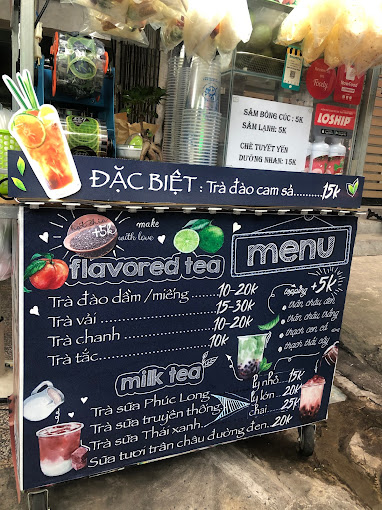 SÂM BÔNG CÚC : 5K
SÂM LẠNH: 5K
CHÈ TUYẾT YẾN
DƯỠNG NHAN: 15K
LOSHIP
ĐẶC BIỆT : Trà đào cam sả.........15k
+5k
make
with love
menu
flavored tea
Trà đào dầm /miếng ......10-20k
Trà vải ......15-30k
Trà chanh ......10-20k
Trà tắc...... 10k
topping +5k
. trân châu đen
. trân châu trắng
. thạch củ năng
. thạch trái cây
milk tea
Trà sữa Phúc Long
Trà sữa truyền thống
Trà sữa Thái xanh
ly nhỏ... 15k
ly lớn... 20k
chai.... 25k
Sữa tươi trân châu đường đen.. 20k